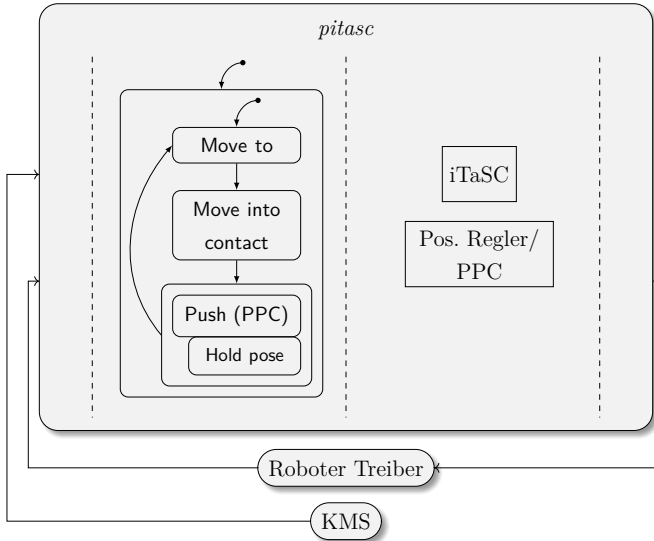 pitasc
Move to
Move into
contact
Push (PPC)
Hold pose
iTaSC
Pos. Regler/
PPC
Roboter Treiber
KMS